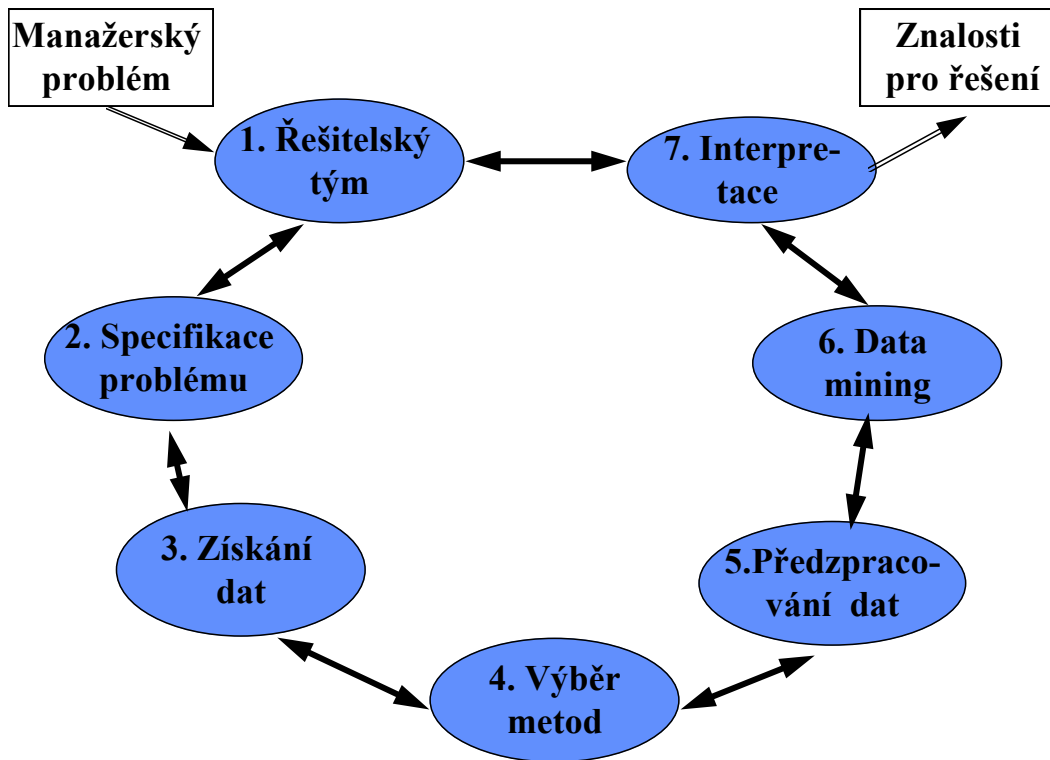 Manažerský
problém
Znalosti
pro řešení
1. Řešitelský
tým
7. Interpre-
tace
2. Specifikace
problému
6. Data
mining
3. Získání
dat
5.Předzpraco-
vání dat
4. Výběr
metod